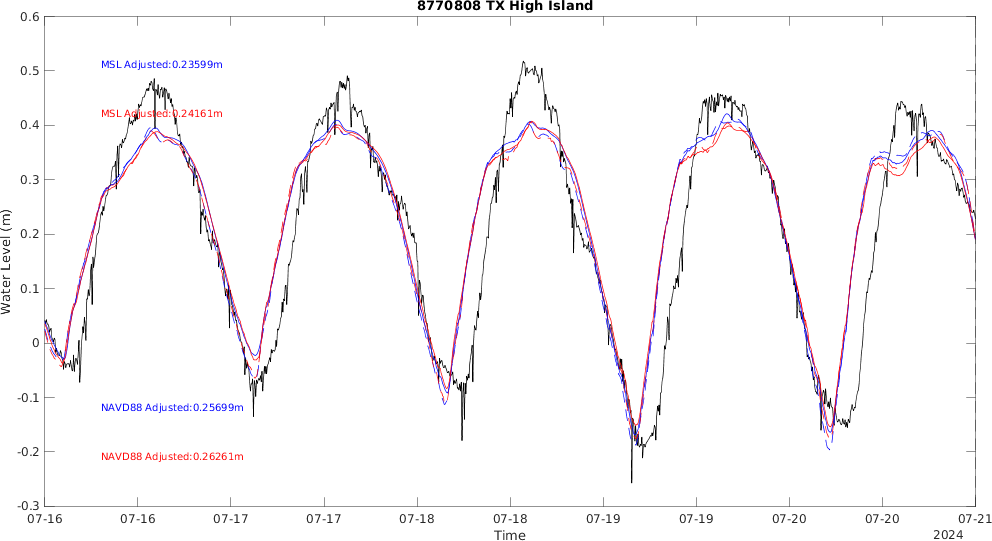 8770808 TX High Island
0.6
0.5
0.4
0.3
0.2
0.1
0
-0.1
-0.2
-0.3
Water Level (m)
MSL Adjusted:0.23599m
MSL Adjusted:0.24161m
NAVD88 Adjusted:0.25699m
NAVD88 Adjusted:0.26261m
07-16 07-16 07-17 07-17 07-18 07-18 07-19 07-19 07-20 07-20 07-21
Time
2024